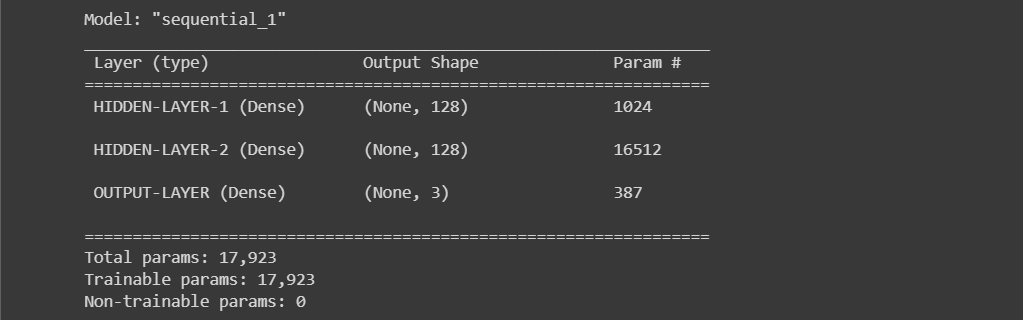 Model: "sequential_1"
Layer (type) Output Shape Param #
HIDDEN-LAYER-1 (Dense) (None, 128) 1024
HIDDEN-LAYER-2 (Dense) (None, 128) 16512
OUTPUT-LAYER (Dense) (None, 3) 387
Total params: 17,923
Trainable params: 17,923
Non-trainable params: 0